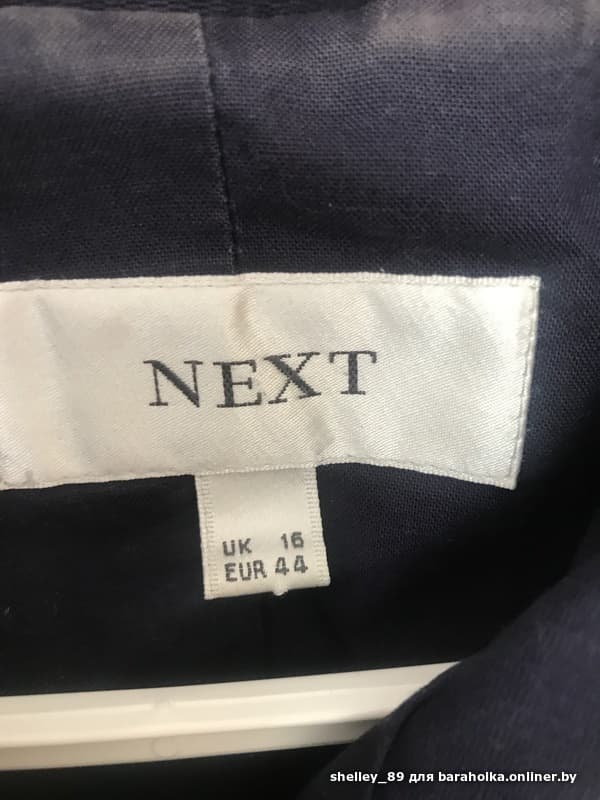 NEXT
UK 16
EUR 44
shelley_89 для baraholka.onliner.by